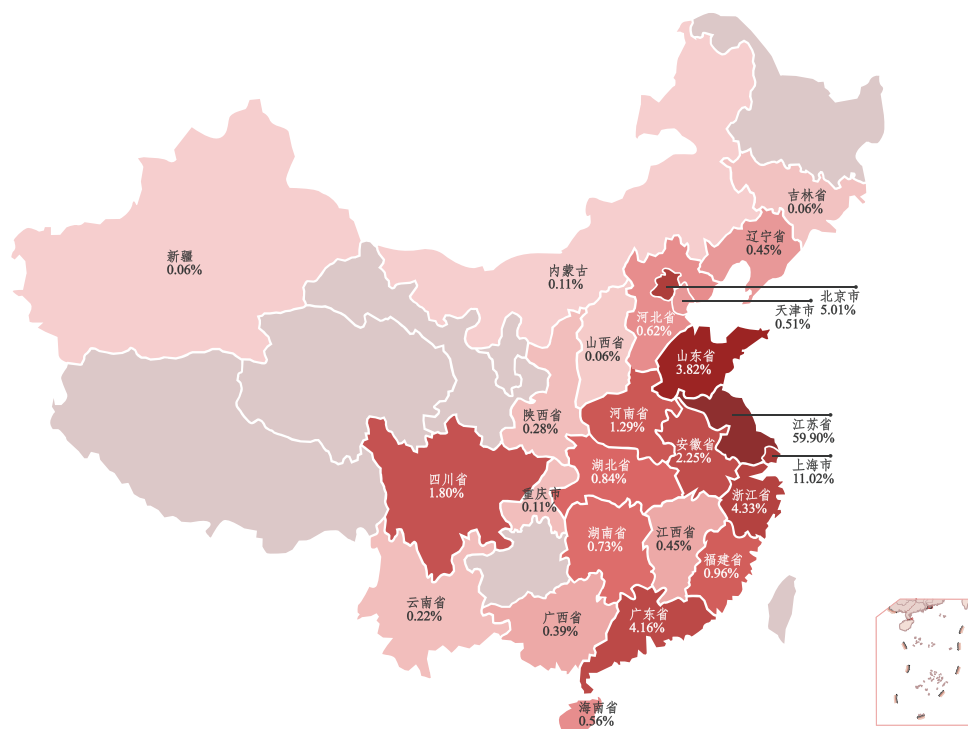 吉林省
0.06%
辽宁省
0.45%
新疆
0.06%
内蒙古
0.11%
北京市
5.01%
天津市
0.51%
河北省
0.62%
山西省
0.06%
山东省
3.82%
陕西省
0.28%
河南省
1.29%
江苏省
59.90%
安徽省
2.25%
上海市
11.02%
四川省
1.80%
湖北省
0.84%
重庆市
0.11%
浙江省
4.33%
湖南省
0.73%
江西省
0.45%
福建省
0.96%
云南省
0.22%
广西省
0.39%
广东省
4.16%
海南省
0.56%